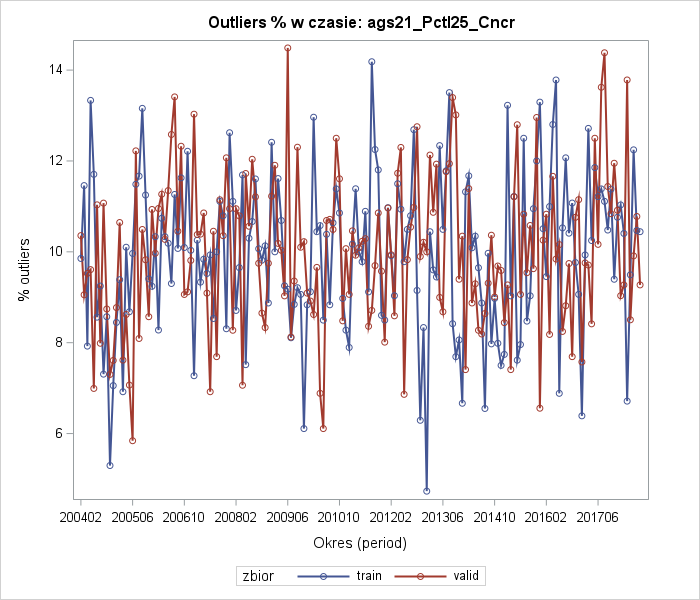 Outliers % w czasie: ags21_Pctl25_Cncr
14
12
10
8
6
% outliers
200402 200506 200610 200802 200906 201010 201202 201306 201410 201602 201706
Okres (period)
zbior train valid